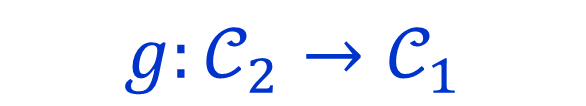 𝑔: 𝒞₂ → 𝒞₁